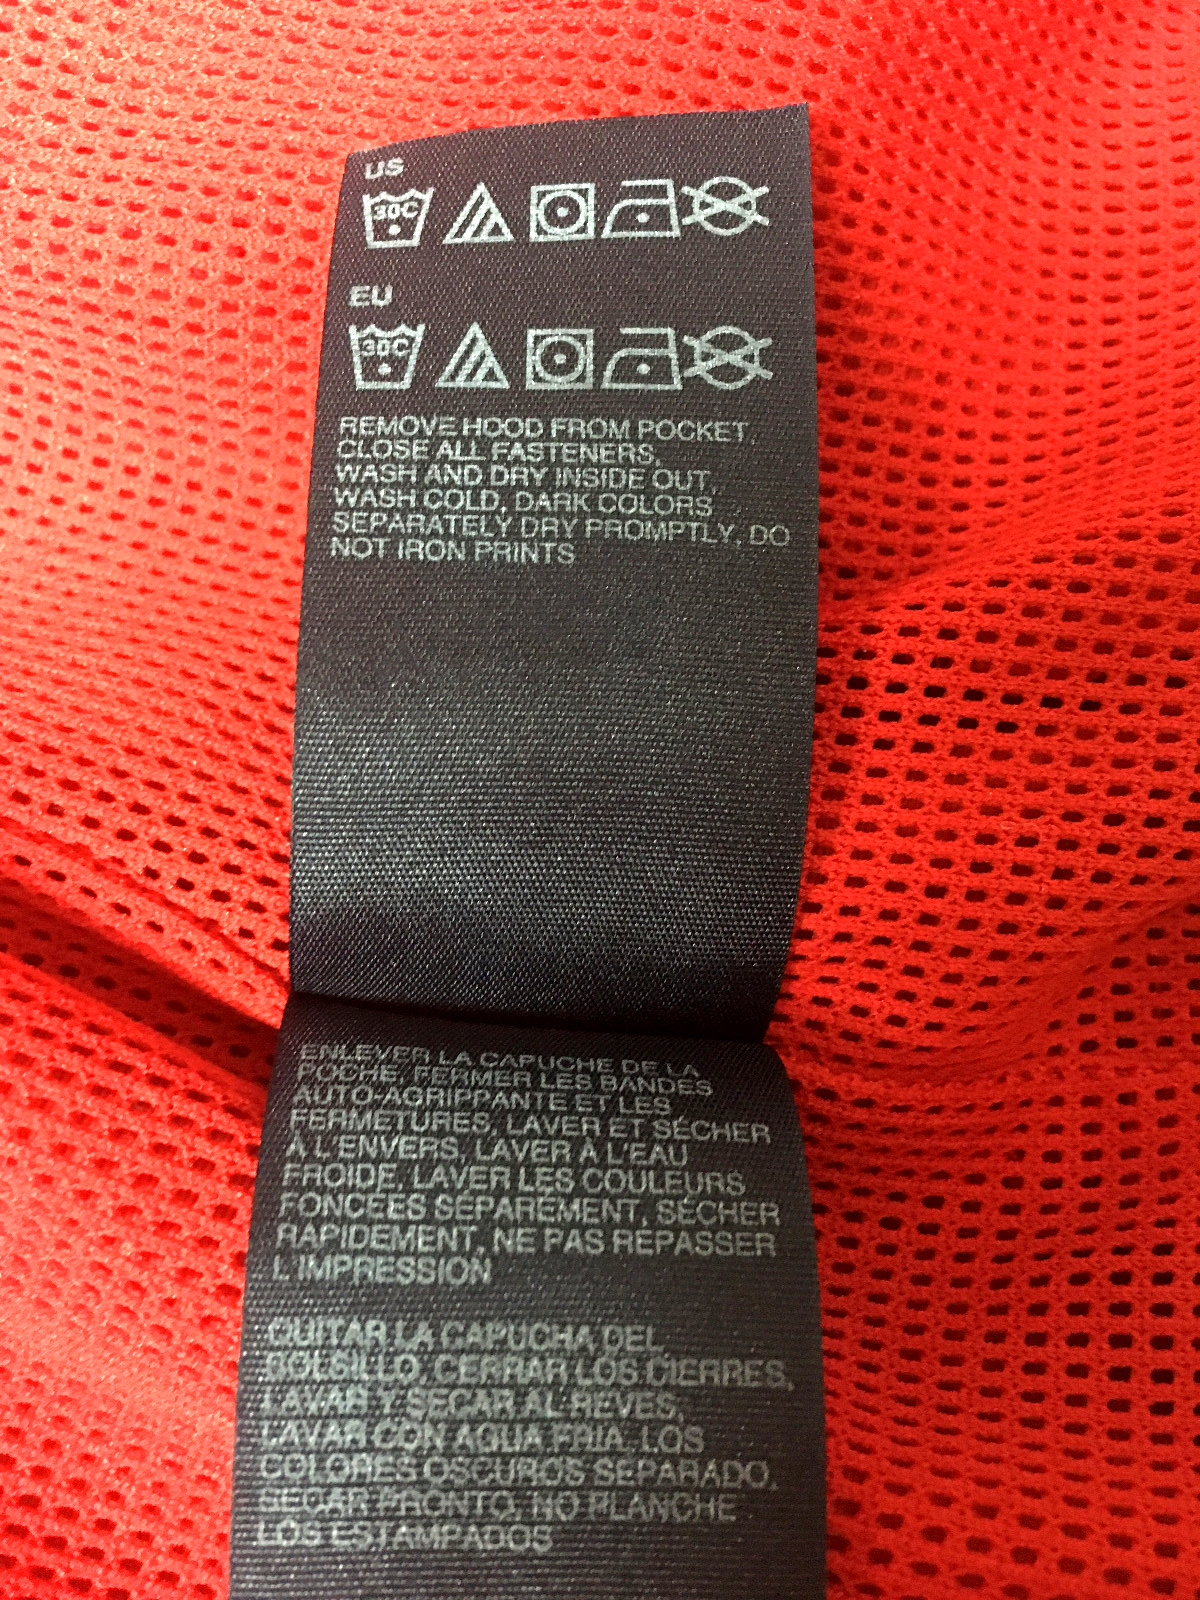 US
30C
EU
30C
REMOVE HOOD FROM POCKET,
CLOSE ALL FASTENERS,
WASH AND DRY INSIDE OUT,
WASH COLD, DARK COLORS
SEPARATELY DRY PROMPTLY, DO
NOT IRON PRINTS
ENLEVER LA CAPUCHE DE LA
POCHE, FERMER LES BANDES
AUTO-AGRIPPANTE ET LES
FERMETURES, LAVER ET SÉCHER
À L'ENVERS, LAVER À L'EAU
FROIDE, LAVER LES COULEURS
FONCÉES SÉPARÉMENT, SÉCHER
RAPIDEMENT, NE PAS REPASSER
L'IMPRESSION
QUITAR LA CAPUCHA DEL
BOLSILLO, CERRAR LOS CIERRES,
LAVAR Y SECAR AL REVÉS,
LAVAR CON AGUA FRIA, LOS
COLORES OSCUROS SEPARADO,
SECAR PRONTO, NO PLANCHE
LOS ESTAMPADOS